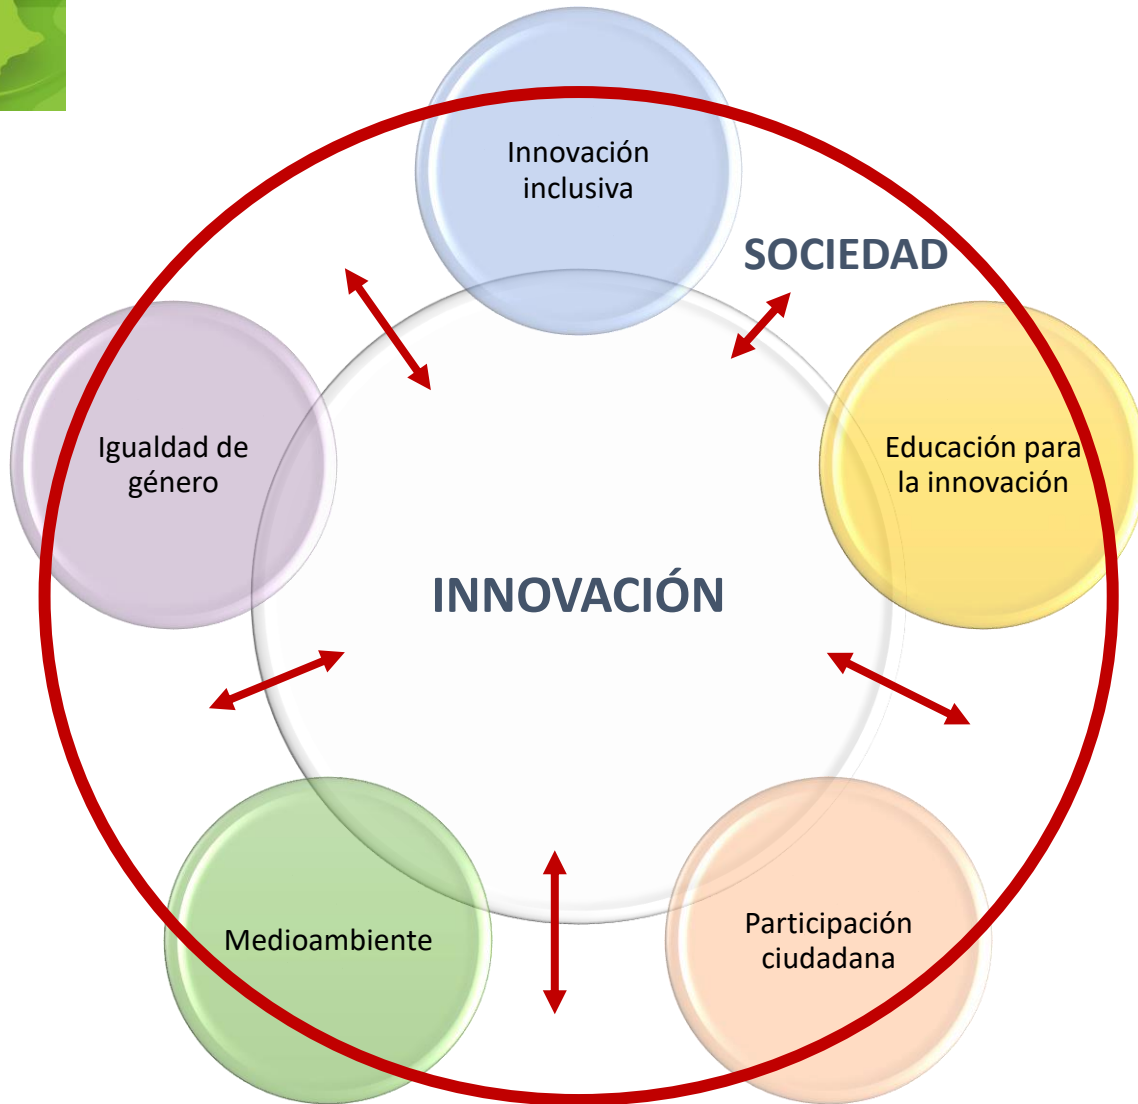 Innovación
inclusiva
SOCIEDAD
Igualdad de
género
Educación para
la innovación
INNOVACIÓN
Medioambiente
Participación
ciudadana